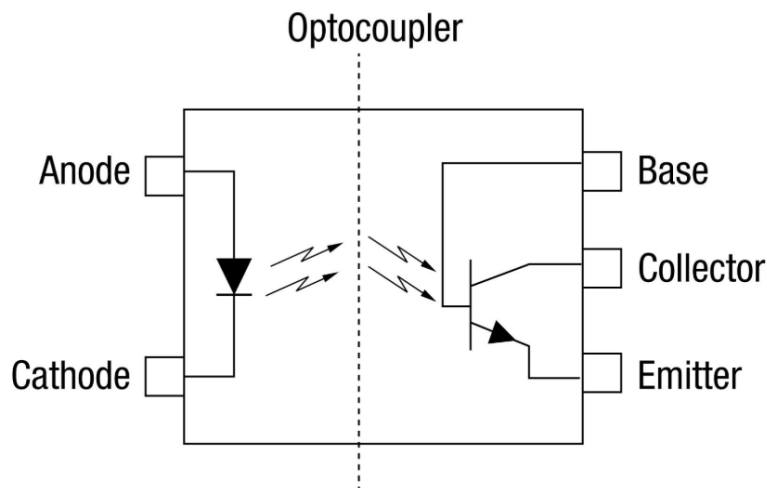 Optocoupler
Anode
Base
Collector
Cathode
Emitter